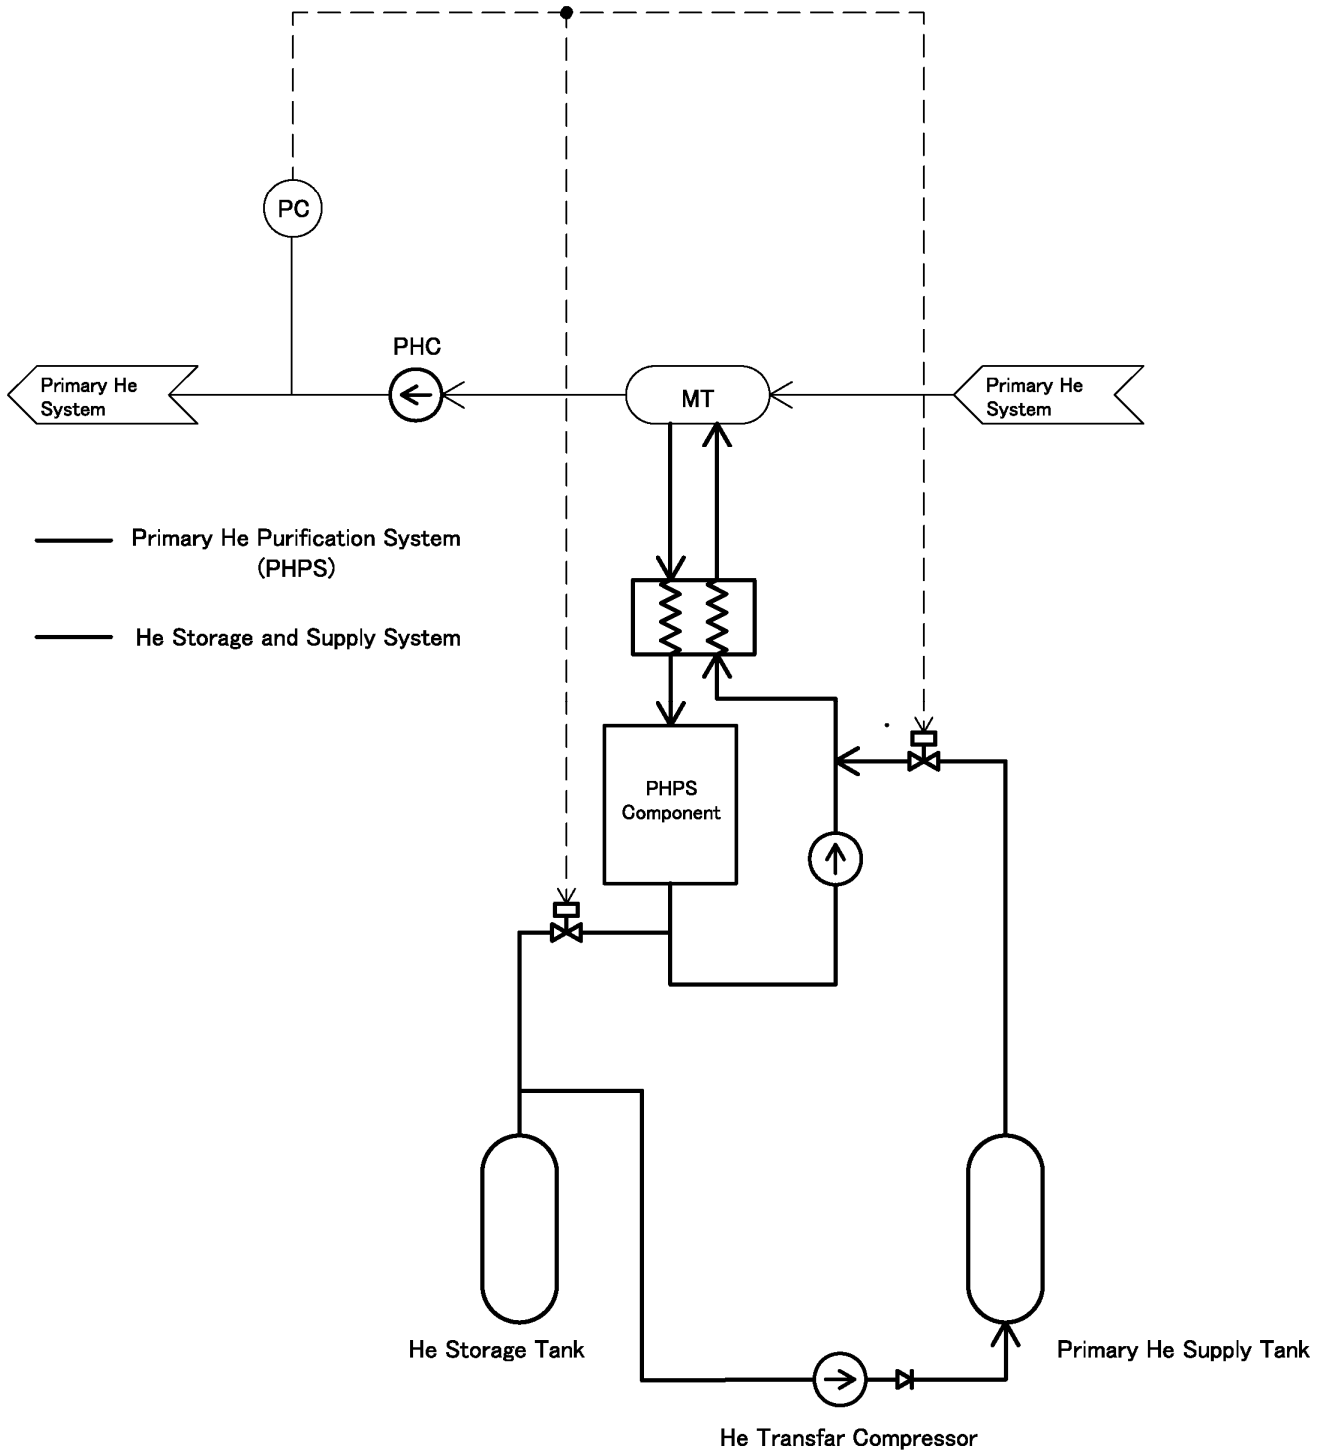 PC
PHC
Primary He
System
MT
Primary He
System
Primary He Purification System
(PHPS)
He Storage and Supply System
PHPS
Component
He Storage Tank
Primary He Supply Tank
He Transfar Compressor